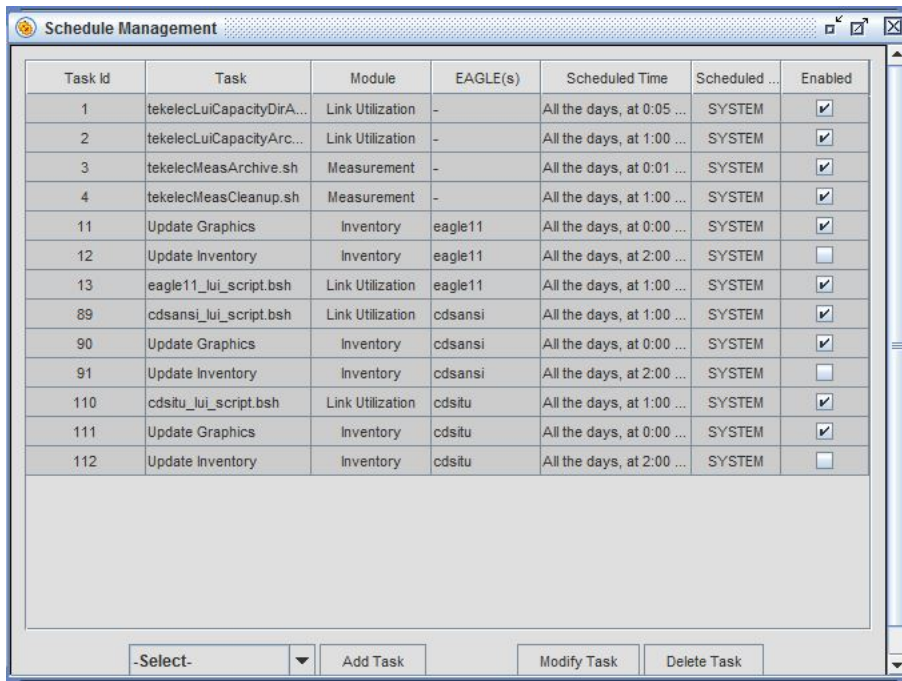 Schedule Management
Task Id Task Module EAGLE(s) Scheduled Time Scheduled ... Enabled
1 tekelecLuiCapacityDirA... Link Utilization - All the days, at 0:05 ... SYSTEM
2 tekelecLuiCapacityArc... Link Utilization - All the days, at 1:00 ... SYSTEM
3 tekelecMeasArchive.sh Measurement - All the days, at 0:01 ... SYSTEM
4 tekelecMeasCleanup.sh Measurement - All the days, at 1:00 ... SYSTEM
11 Update Graphics Inventory eagle11 All the days, at 0:00 ... SYSTEM
12 Update Inventory Inventory eagle11 All the days, at 2:00 ... SYSTEM
13 eagle11_lui_script.bsh Link Utilization eagle11 All the days, at 1:00 ... SYSTEM
89 cdsansi_lui_script.bsh Link Utilization cdsansi All the days, at 1:00 ... SYSTEM
90 Update Graphics Inventory cdsansi All the days, at 0:00 ... SYSTEM
91 Update Inventory Inventory cdsansi All the days, at 2:00 ... SYSTEM
110 cdsitu_lui_script.bsh Link Utilization cdsitu All the days, at 1:00 ... SYSTEM
111 Update Graphics Inventory cdsitu All the days, at 0:00 ... SYSTEM
112 Update Inventory Inventory cdsitu All the days, at 2:00 ... SYSTEM
-Select- Add Task Modify Task Delete Task